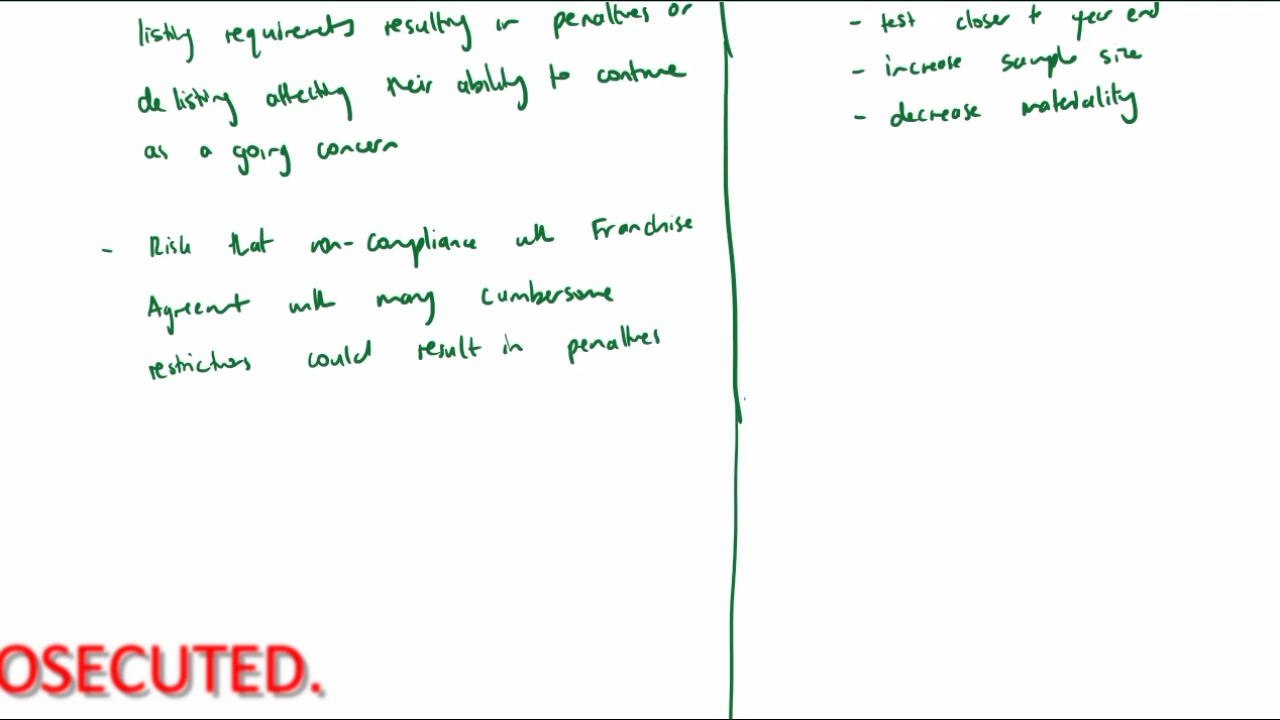 listing requirements resulting in penalties or
delisting affecting their ability to continue
as a going concern
- Risk that non-compliance with Franchise
Agreement with many cumbersome
restrictions could result in penalties
- test closer to year end
- increase sample size
- decrease materiality
OSECUTED.